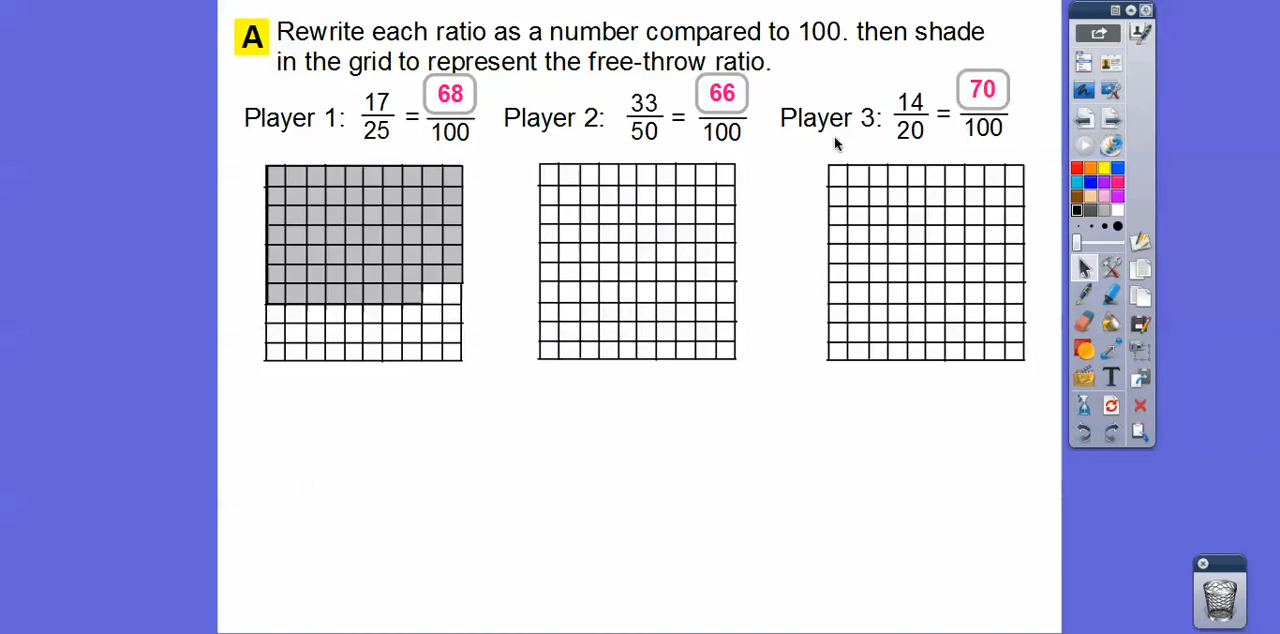 A Rewrite each ratio as a number compared to 100. then shade
in the grid to represent the free-throw ratio.
Player 1: 17/25 = 68/100 Player 2: 33/50 = 66/100 Player 3: 14/20 = 70/100
T